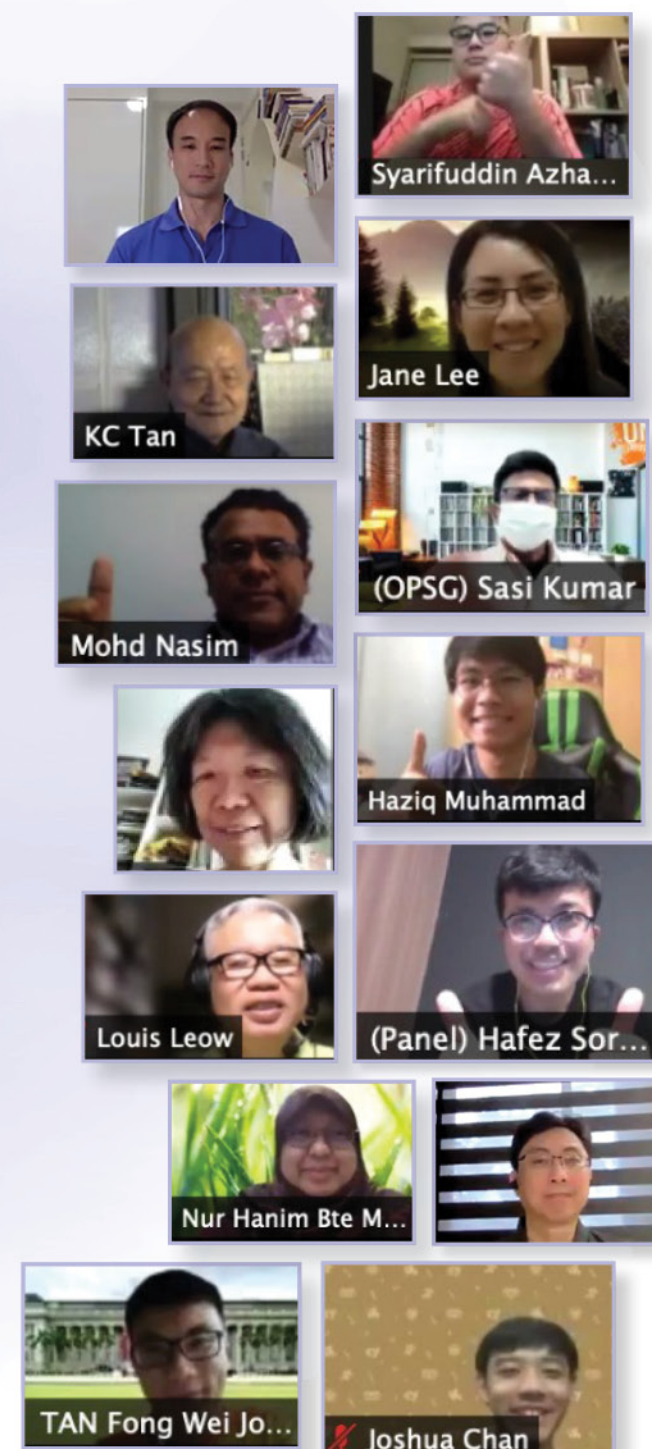 Syarifuddin Azha...
Jane Lee
KC Tan
(OPSG) Sasi Kumar
Mohd Nasim
Haziq Muhammad
Louis Leow
(Panel) Hafez Sor...
Nur Hanim Bte M...
TAN Fong Wei Jo...
Joshua Chan